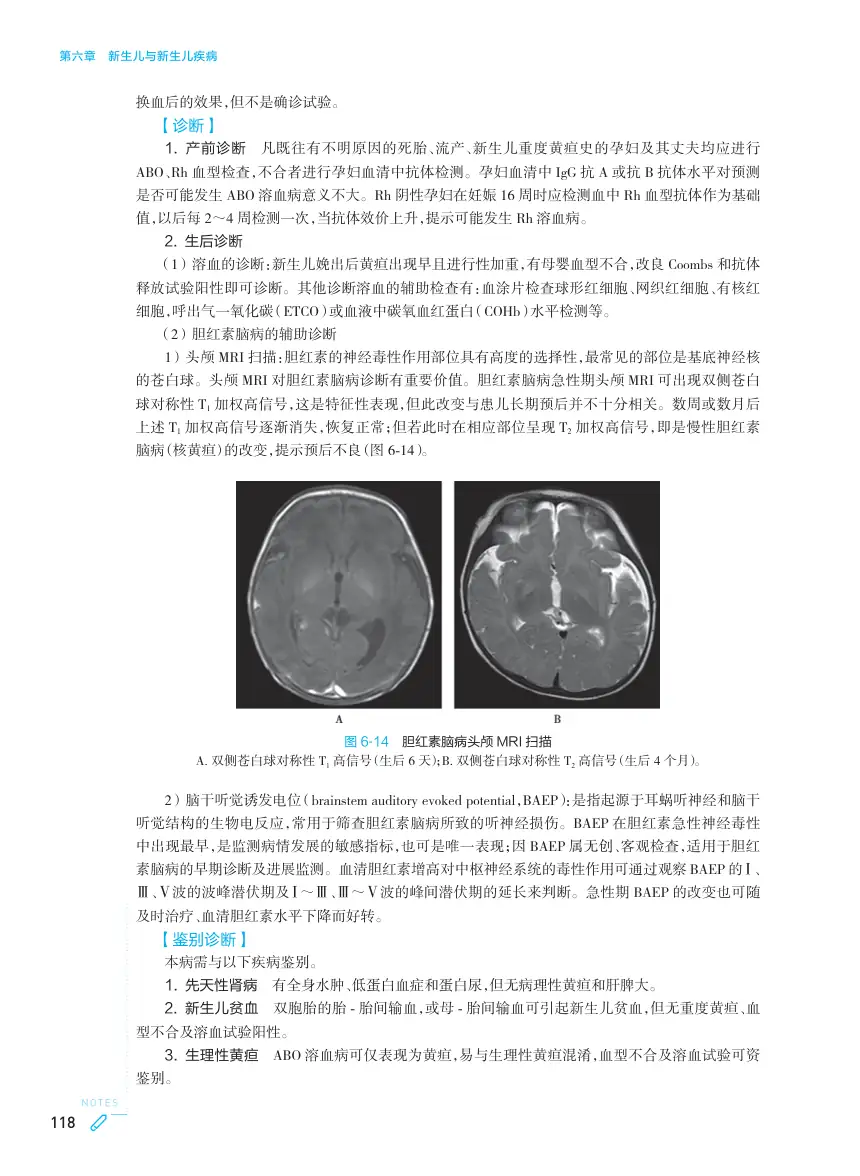 第六章 新生儿与新生儿疾病
换血后的效果,但不是确诊试验。
【诊断】
1. 产前诊断 凡既往有不明原因的死胎、流产、新生儿重度黄疸史的孕妇及其丈夫均应进行
ABO、Rh 血型检查,不合者进行孕妇血清中抗体检测。孕妇血清中 IgG 抗 A 或抗 B 抗体水平对预测
是否可能发生 ABO 溶血病意义不大。Rh 阴性孕妇在妊娠 16 周时应检测血中 Rh 血型抗体作为基础
值,以后每 2～4 周检测一次,当抗体效价上升,提示可能发生 Rh 溶血病。
2. 生后诊断
(1)溶血的诊断:新生儿娩出后黄疸出现早且进行性加重,有母婴血型不合,改良 Coombs 和抗体
释放试验阳性即可诊断。其他诊断溶血的辅助检查有:血涂片检查球形红细胞、网织红细胞、有核红
细胞,呼出气一氧化碳(ETCO)或血液中碳氧血红蛋白(COHb)水平检测等。
(2)胆红素脑病的辅助诊断
1)头颅 MRI 扫描:胆红素的神经毒性作用部位具有高度的选择性,最常见的部位是基底神经核
的苍白球。头颅 MRI 对胆红素脑病诊断有重要价值。胆红素脑病急性期头颅 MRI 可出现双侧苍白
球对称性 T₁ 加权高信号,这是特征性表现,但此改变与患儿长期预后并不十分相关。数周或数月后
上述 T₁ 加权高信号逐渐消失,恢复正常;但若此时在相应部位呈现 T₂ 加权高信号,即是慢性胆红素
脑病(核黄疸)的改变,提示预后不良(图 6-14)。
A
B
图 6-14 胆红素脑病头颅 MRI 扫描
A. 双侧苍白球对称性 T₁ 高信号(生后 6 天);B. 双侧苍白球对称性 T₂ 高信号(生后 4 个月)。
2)脑干听觉诱发电位(brainstem auditory evoked potential,BAEP):是指起源于耳蜗听神经和脑干
听觉结构的生物电反应,常用于筛查胆红素脑病所致的听神经损伤。BAEP 在胆红素急性神经毒性
中出现最早,是监测病情发展的敏感指标,也可是唯一表现;因 BAEP 属无创、客观检查,适用于胆红
素脑病的早期诊断及进展监测。血清胆红素增高对中枢神经系统的毒性作用可通过观察 BAEP 的Ⅰ、
Ⅲ、Ⅴ波的波峰潜伏期及Ⅰ～Ⅲ、Ⅲ～Ⅴ波的峰间潜伏期的延长来判断。急性期 BAEP 的改变也可随
及时治疗、血清胆红素水平下降而好转。
【鉴别诊断】
本病需与以下疾病鉴别。
1. 先天性肾病 有全身水肿、低蛋白血症和蛋白尿,但无病理性黄疸和肝脾大。
2. 新生儿贫血 双胞胎的胎 - 胎间输血,或母 - 胎间输血可引起新生儿贫血,但无重度黄疸、血
型不合及溶血试验阳性。
3. 生理性黄疸 ABO 溶血病可仅表现为黄疸,易与生理性黄疸混淆,血型不合及溶血试验可资
鉴别。
NOTES
118